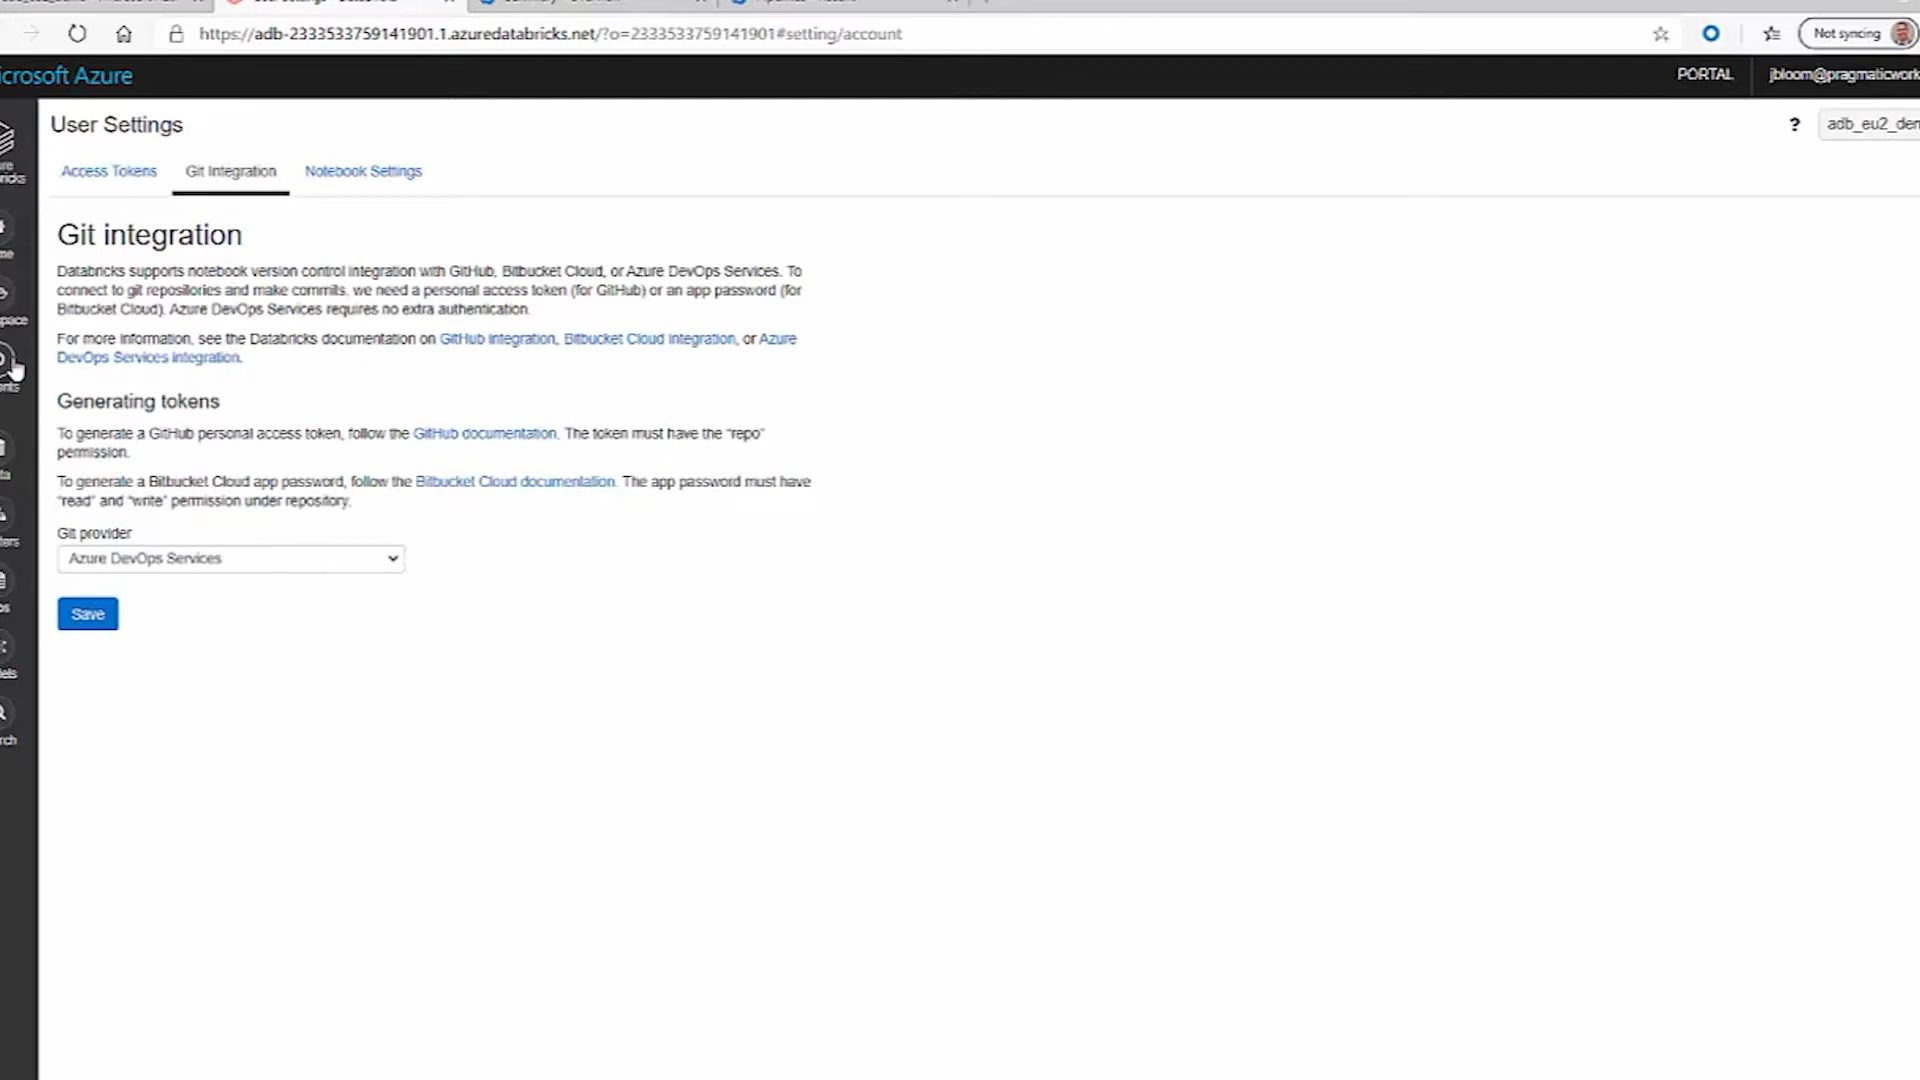 https://adb-2333533759141901.1.azuredatabricks.net/?o=2333533759141901#setting/account
Not syncing
crosoft Azure
PORTAL
jbloom@pragmaticwork
User Settings
?
adb_eu2_den
Access Tokens
Git Integration
Notebook Settings
Git integration
Databricks supports notebook version control integration with GitHub, Bitbucket Cloud, or Azure DevOps Services. To
connect to git repositories and make commits, we need a personal access token (for GitHub) or an app password (for
Bitbucket Cloud). Azure DevOps Services requires no extra authentication.
For more information, see the Databricks documentation on GitHub integration, Bitbucket Cloud integration, or Azure
DevOps Services integration.
Generating tokens
To generate a GitHub personal access token, follow the GitHub documentation. The token must have the "repo"
permission.
To generate a Bitbucket Cloud app password, follow the Bitbucket Cloud documentation. The app password must have
"read" and "write" permission under repository.
Git provider
Azure DevOps Services
Save